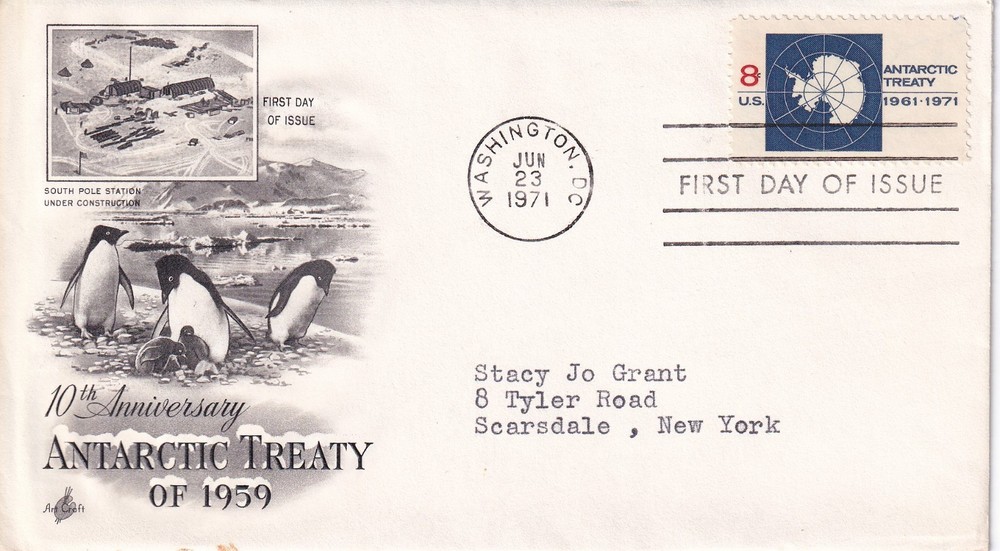 FIRST DAY
OF ISSUE
SOUTH POLE STATION
UNDER CONSTRUCTION
10th Anniversary
ANTARCTIC TREATY
OF 1959
Art Craft
WASHINGTON, DC
JUN
23
1971
8c
U.S.
ANTARCTIC
TREATY
1961·1971
FIRST DAY OF ISSUE
Stacy Jo Grant
8 Tyler Road
Scarsdale , New York